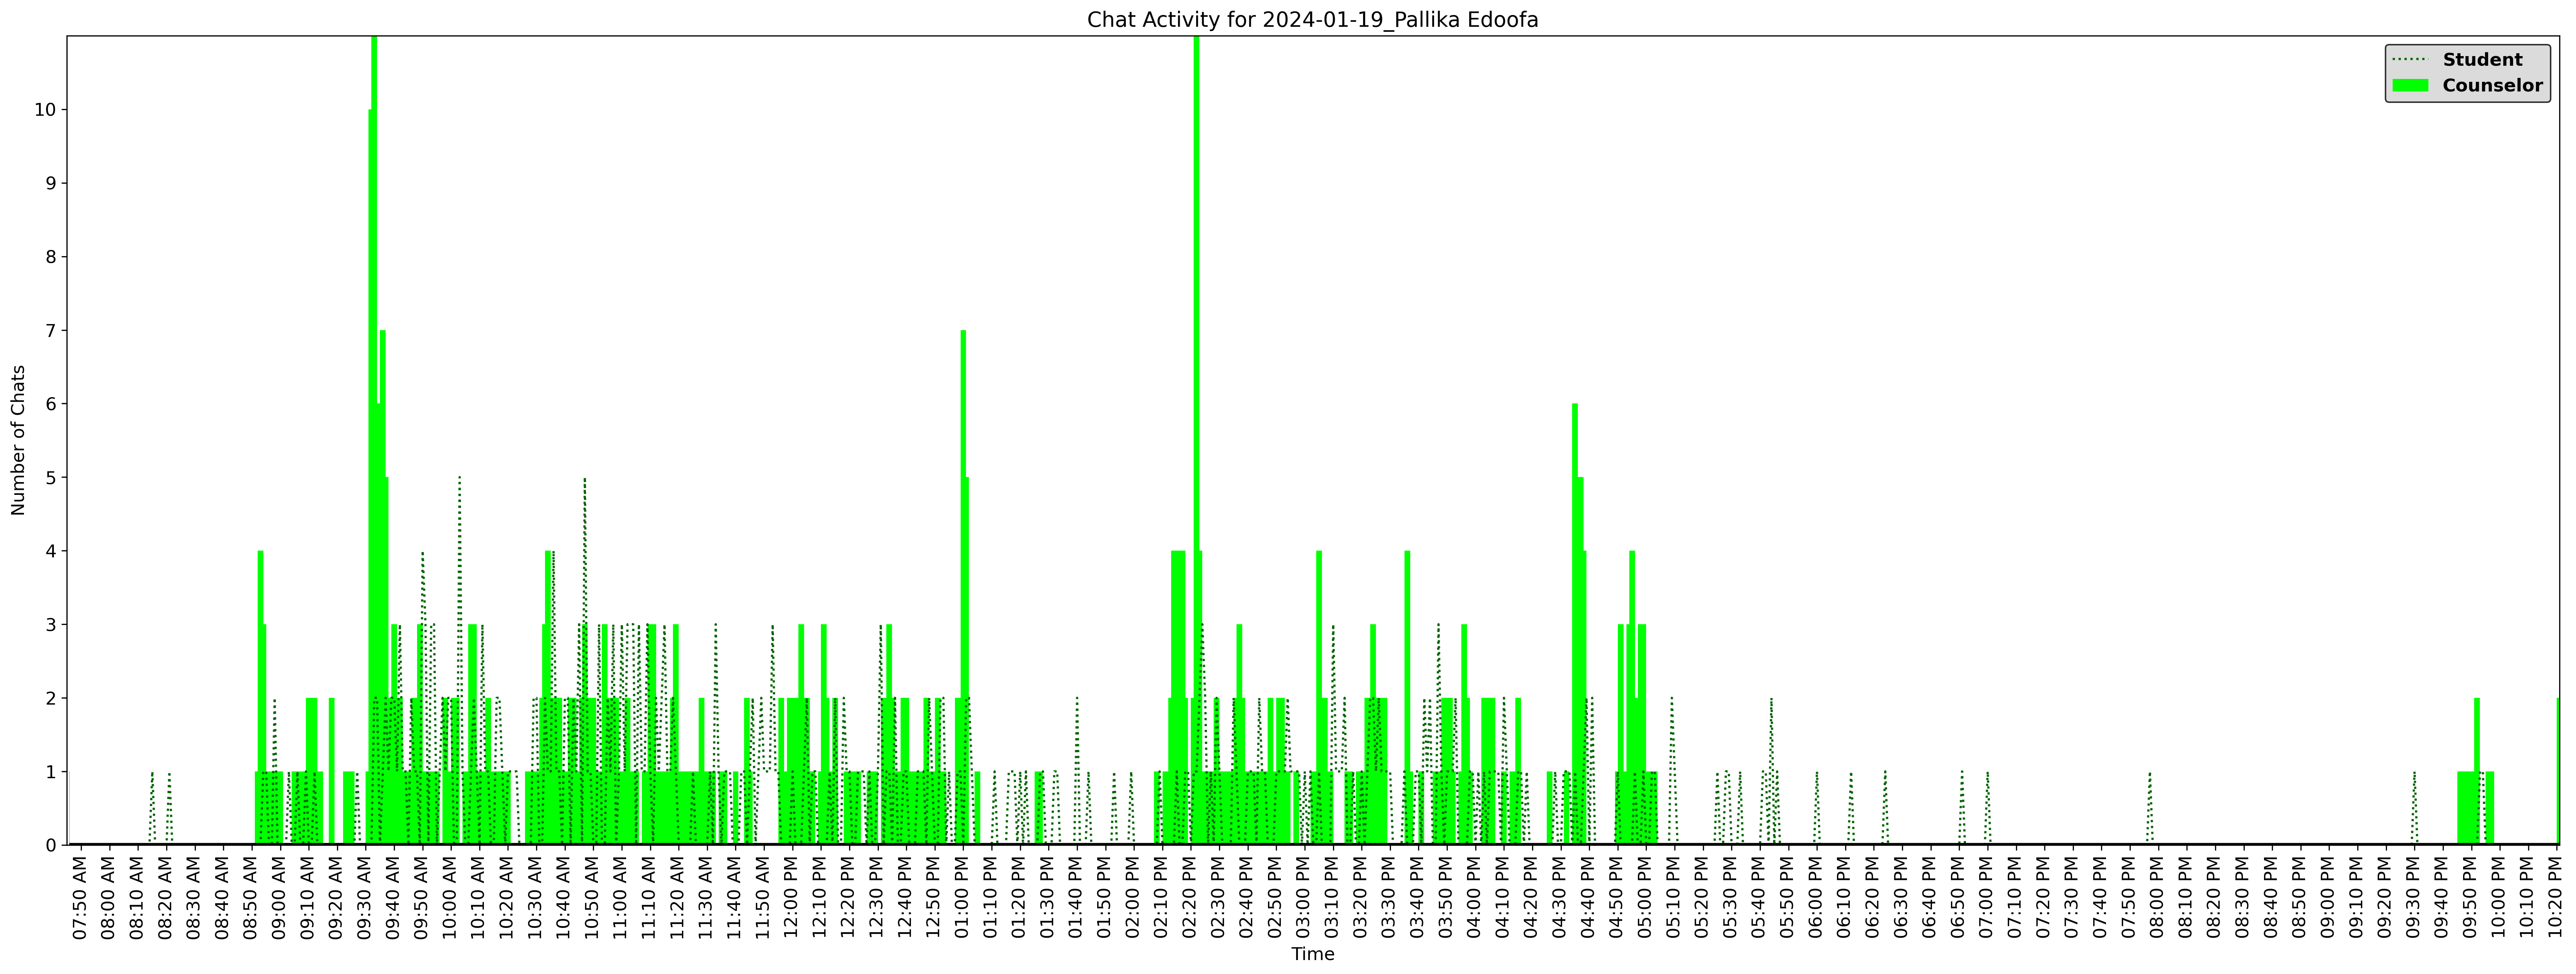 Chat Activity for 2024-01-19_Pallika Edoofa
Student
Counselor
Number of Chats
10
9
8
7
6
5
4
3
2
1
0
07:50 AM
08:00 AM
08:10 AM
08:20 AM
08:30 AM
08:40 AM
08:50 AM
09:00 AM
09:10 AM
09:20 AM
09:30 AM
09:40 AM
09:50 AM
10:00 AM
10:10 AM
10:20 AM
10:30 AM
10:40 AM
10:50 AM
11:00 AM
11:10 AM
11:20 AM
11:30 AM
11:40 AM
11:50 AM
12:00 PM
12:10 PM
12:20 PM
12:30 PM
12:40 PM
12:50 PM
01:00 PM
01:10 PM
01:20 PM
01:30 PM
01:40 PM
01:50 PM
02:00 PM
02:10 PM
02:20 PM
02:30 PM
02:40 PM
02:50 PM
03:00 PM
03:10 PM
03:20 PM
03:30 PM
03:40 PM
03:50 PM
04:00 PM
04:10 PM
04:20 PM
04:30 PM
04:40 PM
04:50 PM
05:00 PM
05:10 PM
05:20 PM
05:30 PM
05:40 PM
05:50 PM
06:00 PM
06:10 PM
06:20 PM
06:30 PM
06:40 PM
06:50 PM
07:00 PM
07:10 PM
07:20 PM
07:30 PM
07:40 PM
07:50 PM
08:00 PM
08:10 PM
08:20 PM
08:30 PM
08:40 PM
08:50 PM
09:00 PM
09:10 PM
09:20 PM
09:30 PM
09:40 PM
09:50 PM
10:00 PM
10:10 PM
10:20 PM
Time